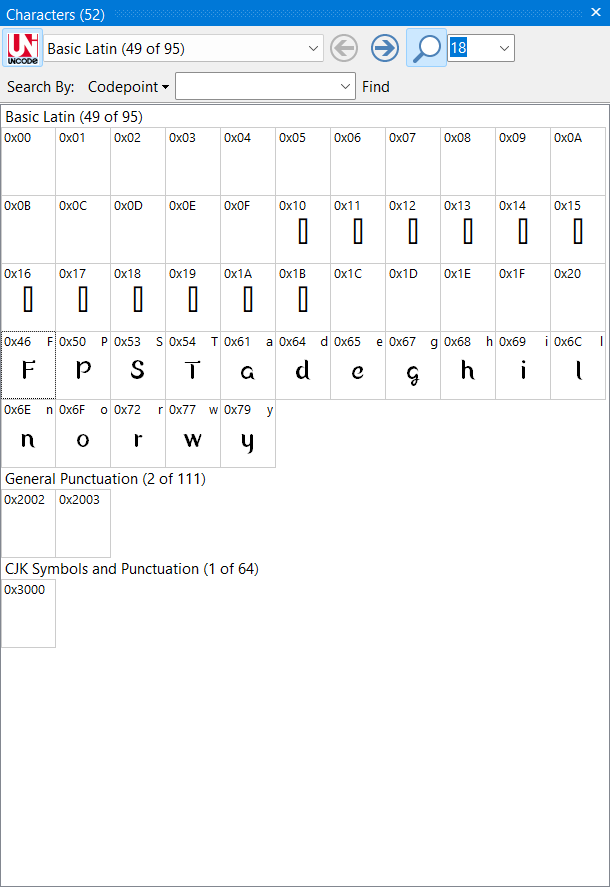 Characters (52)
UNi Basic Latin (49 of 95) 18
UNCODE
Search By: Codepoint Find
Basic Latin (49 of 95)
0x00 0x01 0x02 0x03 0x04 0x05 0x06 0x07 0x08 0x09 0x0A
0x0B 0x0C 0x0D 0x0E 0x0F 0x10 0x11 0x12 0x13 0x14 0x15
0x16 0x17 0x18 0x19 0x1A 0x1B 0x1C 0x1D 0x1E 0x1F 0x20
0x46 F 0x50 P 0x53 S 0x54 T 0x61 a 0x64 d 0x65 e 0x67 g 0x68 h 0x69 i 0x6C l
F P S T a d e g h i l
0x6E n 0x6F o 0x72 r 0x77 w 0x79 y
n o r w y
General Punctuation (2 of 111)
0x2002 0x2003
CJK Symbols and Punctuation (1 of 64)
0x3000